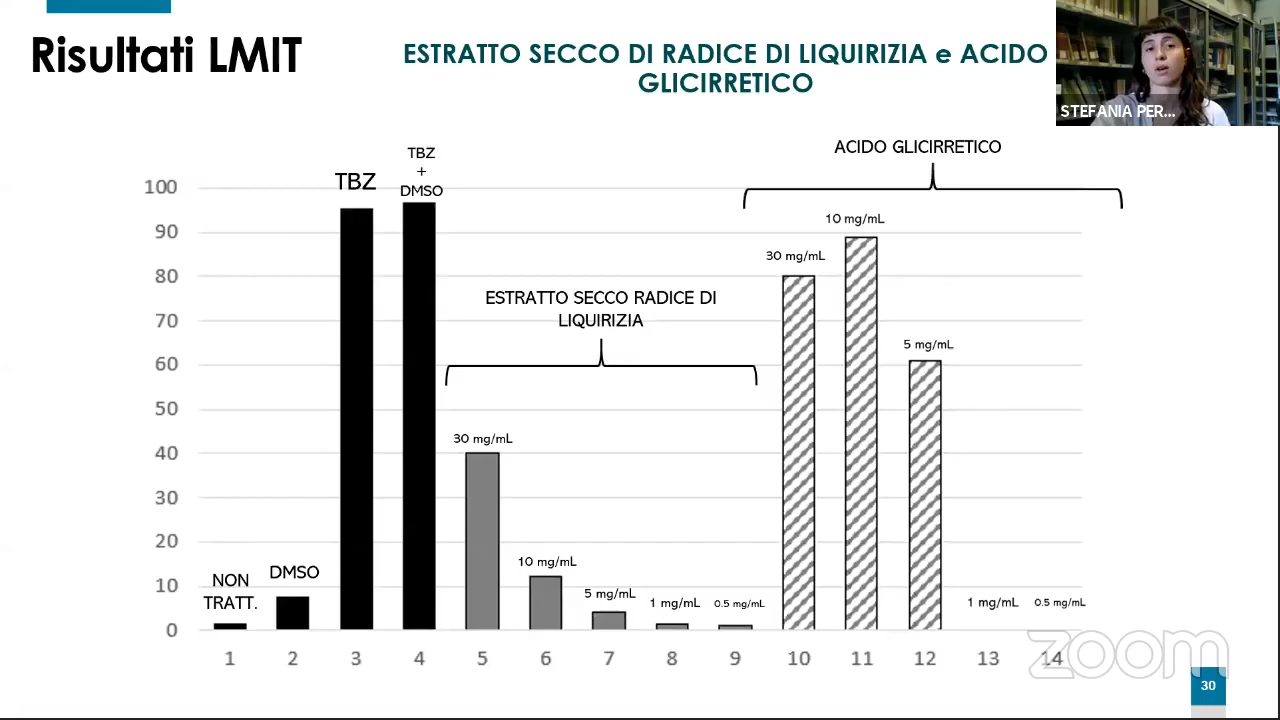 Risultati LMIT
ESTRATTO SECCO DI RADICE DI LIQUIRIZIA e ACIDO
GLICIRRETICO
STEFANIA PER...
ACIDO GLICIRRETICO
TBZ
+
DMSO
TBZ
100
90
80
70
60
50
40
30
20
10
0
10 mg/mL
30 mg/mL
5 mg/mL
ESTRATTO SECCO RADICE DI
LIQUIRIZIA
30 mg/mL
10 mg/mL
5 mg/mL
1 mg/mL
0.5 mg/mL
1 mg/mL
0.5 mg/mL
NON
TRATT.
DMSO
1 2 3 4 5 6 7 8 9 10 11 12 13 14
zoom
30